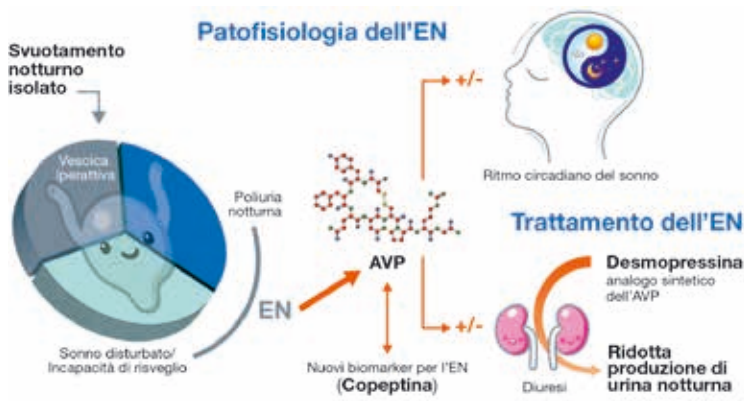 Patofisiologia dell'EN
Svuotamento
notturno
isolato
Vescica
iperattiva
Poliuria
notturna
Sonno disturbato/
Incapacità di risveglio
EN
AVP
Nuovi biomarker per l'EN
(Copeptina)
+/-
Ritmo circadiano del sonno
+/-
Trattamento dell'EN
Desmopressina
analogo sintetico
dell'AVP
Diuresi
Ridotta
produzione di
urina notturna